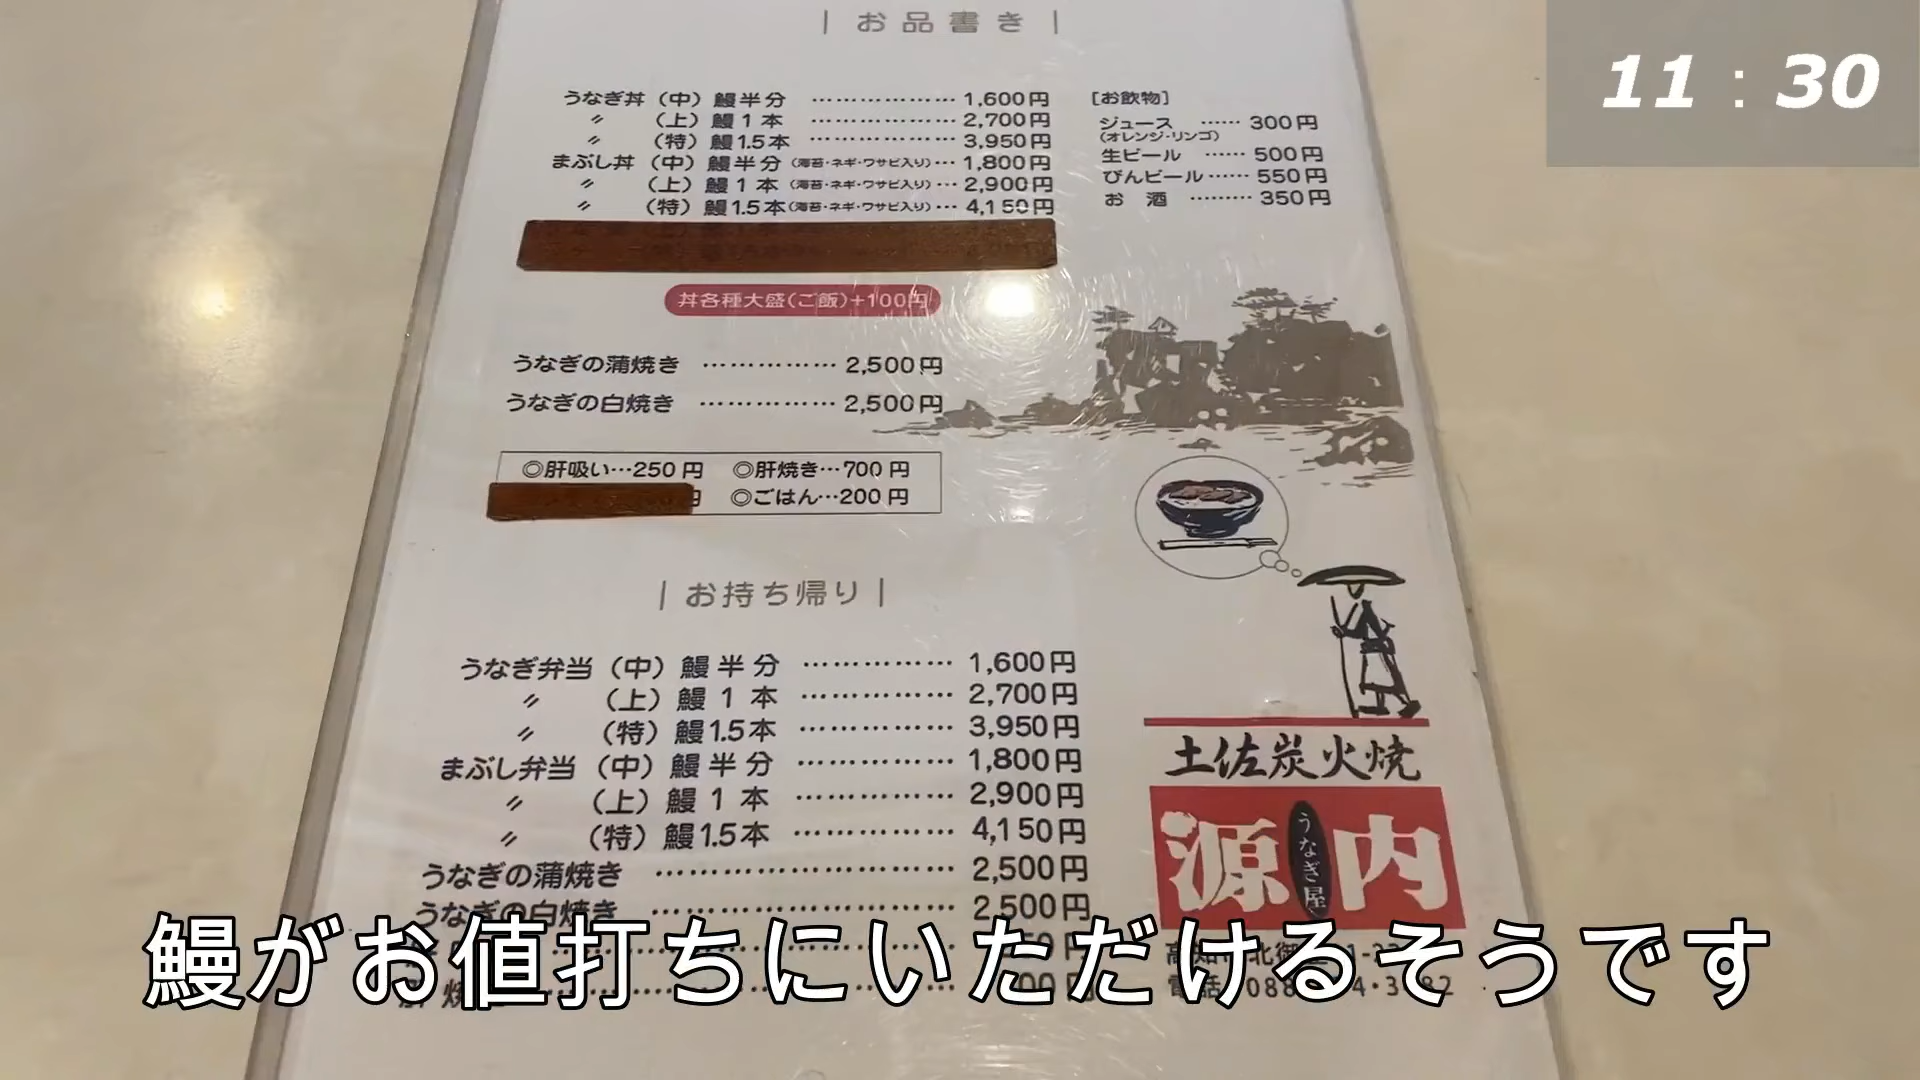 11：30
| お品書き |
うなぎ丼（中）鰻半分 ……………… 1,600円
〃（上）鰻1本 ……………… 2,700円
〃（特）鰻1.5本 ……………… 3,950円
まぶし丼（中）鰻半分（海苔・ネギ・ワサビ入り）… 1,800円
〃（上）鰻1本（海苔・ネギ・ワサビ入り）… 2,900円
〃（特）鰻1.5本（海苔・ネギ・ワサビ入り）… 4,150円
丼各種大盛（ご飯）+100円
うなぎの蒲焼き …………… 2,500円
うなぎの白焼き …………… 2,500円
◎肝吸い…250円 ◎肝焼き…700円
円 ◎ごはん…200円
［お飲物］
ジュース …… 300円
（オレンジ・リンゴ）
生ビール …… 500円
びんビール …… 550円
お酒 ……… 350円
| お持ち帰り |
うなぎ弁当（中）鰻半分 …………… 1,600円
〃（上）鰻1本 …………… 2,700円
〃（特）鰻1.5本 …………… 3,950円
まぶし弁当（中）鰻半分 …………… 1,800円
〃（上）鰻1本 …………… 2,900円
〃（特）鰻1.5本 …………… 4,150円
うなぎの蒲焼き ……………………… 2,500円
うなぎの白焼き ……………………… 2,500円
土佐炭火焼
源内
うなぎ屋
鰻がお値打ちにいただけるそうです